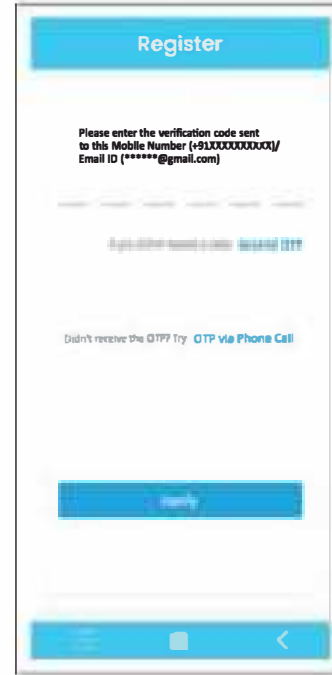 Register
Please enter the verification code sent
to this Mobile Number (+91XXXXXXXXXX)/
Email ID (******@gmail.com)
Didn't receive the OTP? Try OTP via Phone Call